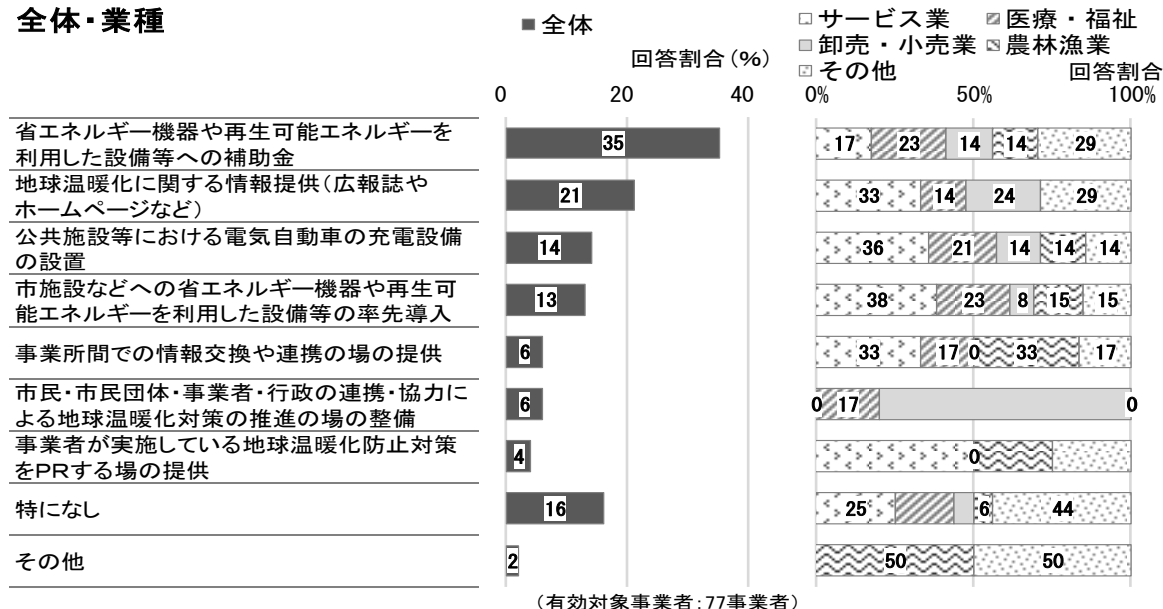 全体・業種
■全体
回答割合(%)
0 20 40
サービス業 医療・福祉
卸売・小売業 農林漁業
その他 回答割合
0% 50% 100%
省エネルギー機器や再生可能エネルギーを
利用した設備等への補助金
35
17 23 14 14 29
地球温暖化に関する情報提供(広報誌や
ホームページなど)
21
33 14 24 29
公共施設等における電気自動車の充電設備
の設置
14
36 21 14 14 14
市施設などへの省エネルギー機器や再生可
能エネルギーを利用した設備等の率先導入
13
38 23 8 15 15
事業所間での情報交換や連携の場の提供
6
33 17 0 33 17
市民・市民団体・事業者・行政の連携・協力に
よる地球温暖化対策の推進の場の整備
6
0 17 0
事業者が実施している地球温暖化防止対策
をPRする場の提供
4
0
特になし
16
25 6 44
その他
2
50 50
(有効対象事業者:77事業者)